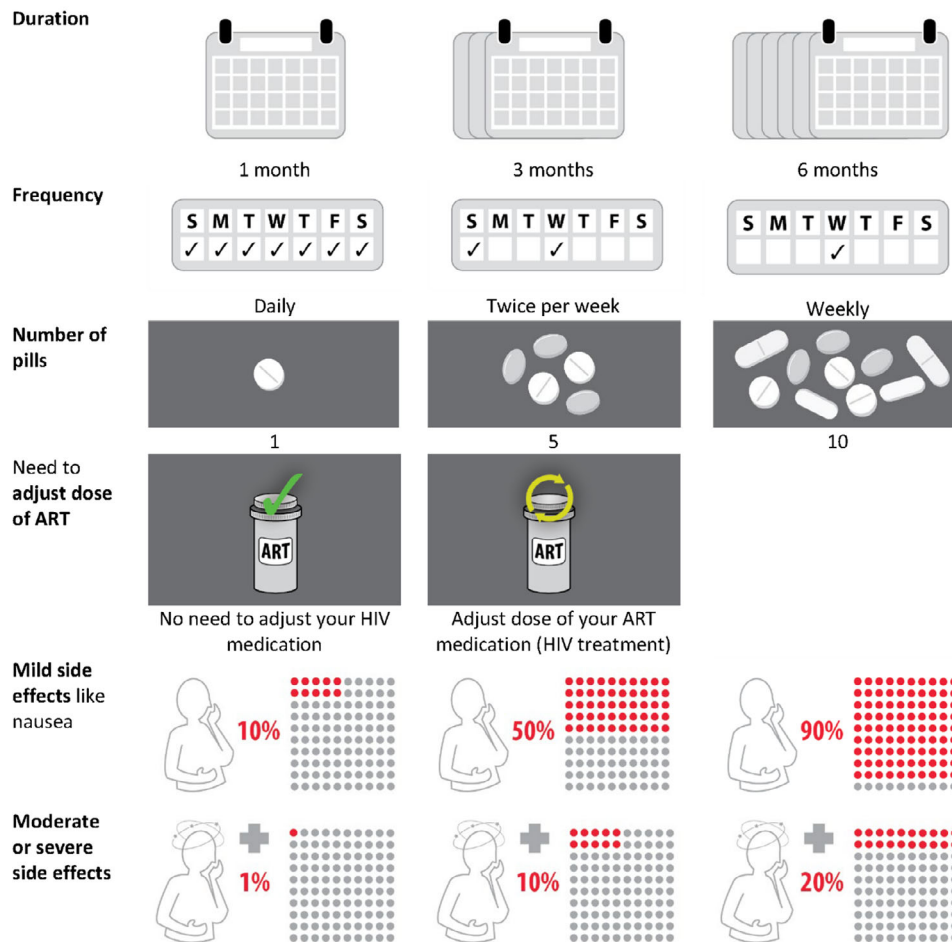 Duration
1 month
3 months
6 months
Frequency
S M T W T F S
✓ ✓ ✓ ✓ ✓ ✓ ✓
S M T W T F S
✓ ✓
S M T W T F S
✓
Daily
Twice per week
Weekly
Number of
pills
1
5
10
Need to
adjust dose
of ART
ART
ART
No need to adjust your HIV
medication
Adjust dose of your ART
medication (HIV treatment)
Mild side
effects like
nausea
10%
50%
90%
Moderate
or severe
side effects
1%
10%
20%